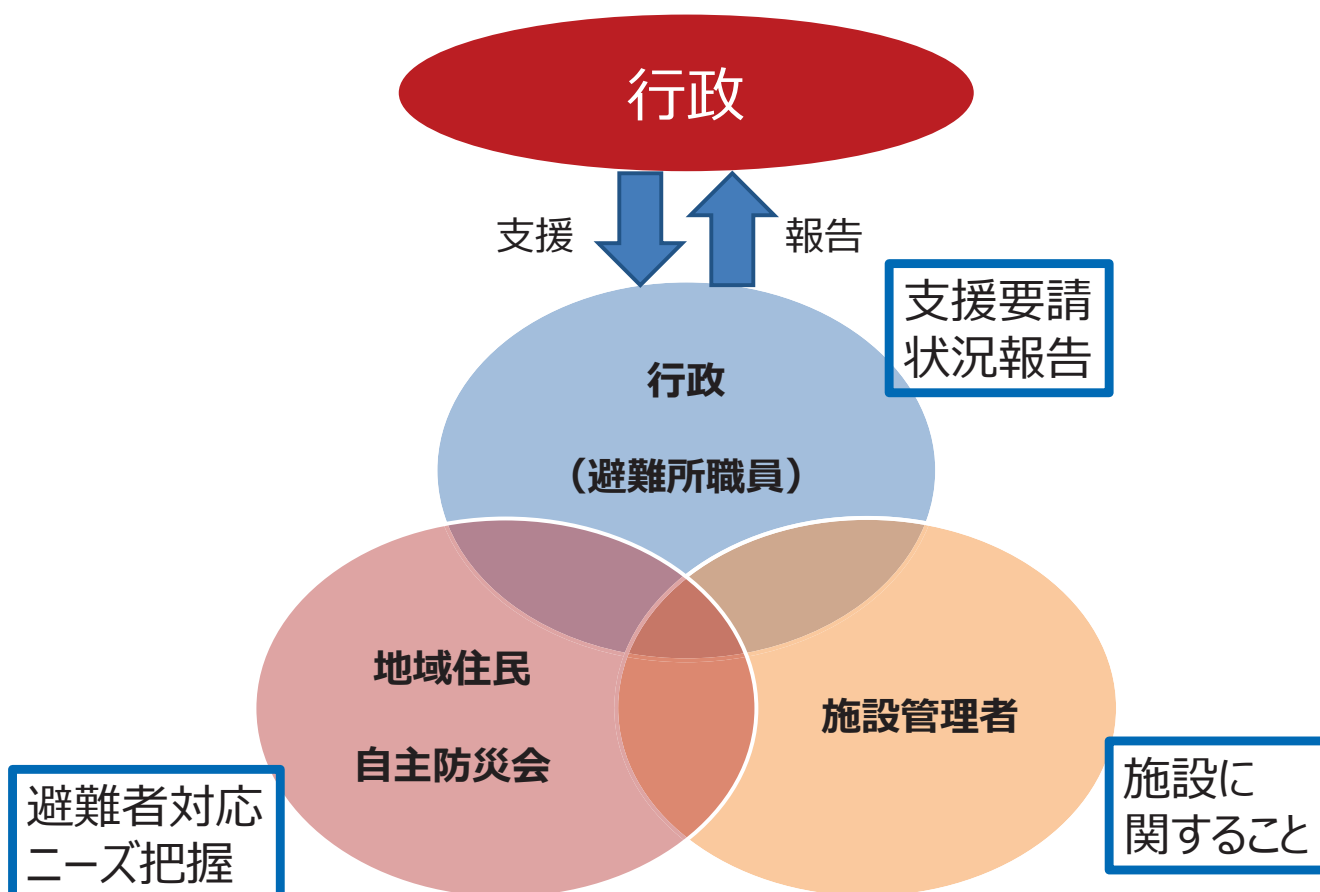 行政
支援
報告
支援要請
状況報告
行政
（避難所職員）
地域住民
自主防災会
施設管理者
避難者対応
ニーズ把握
施設に
関すること